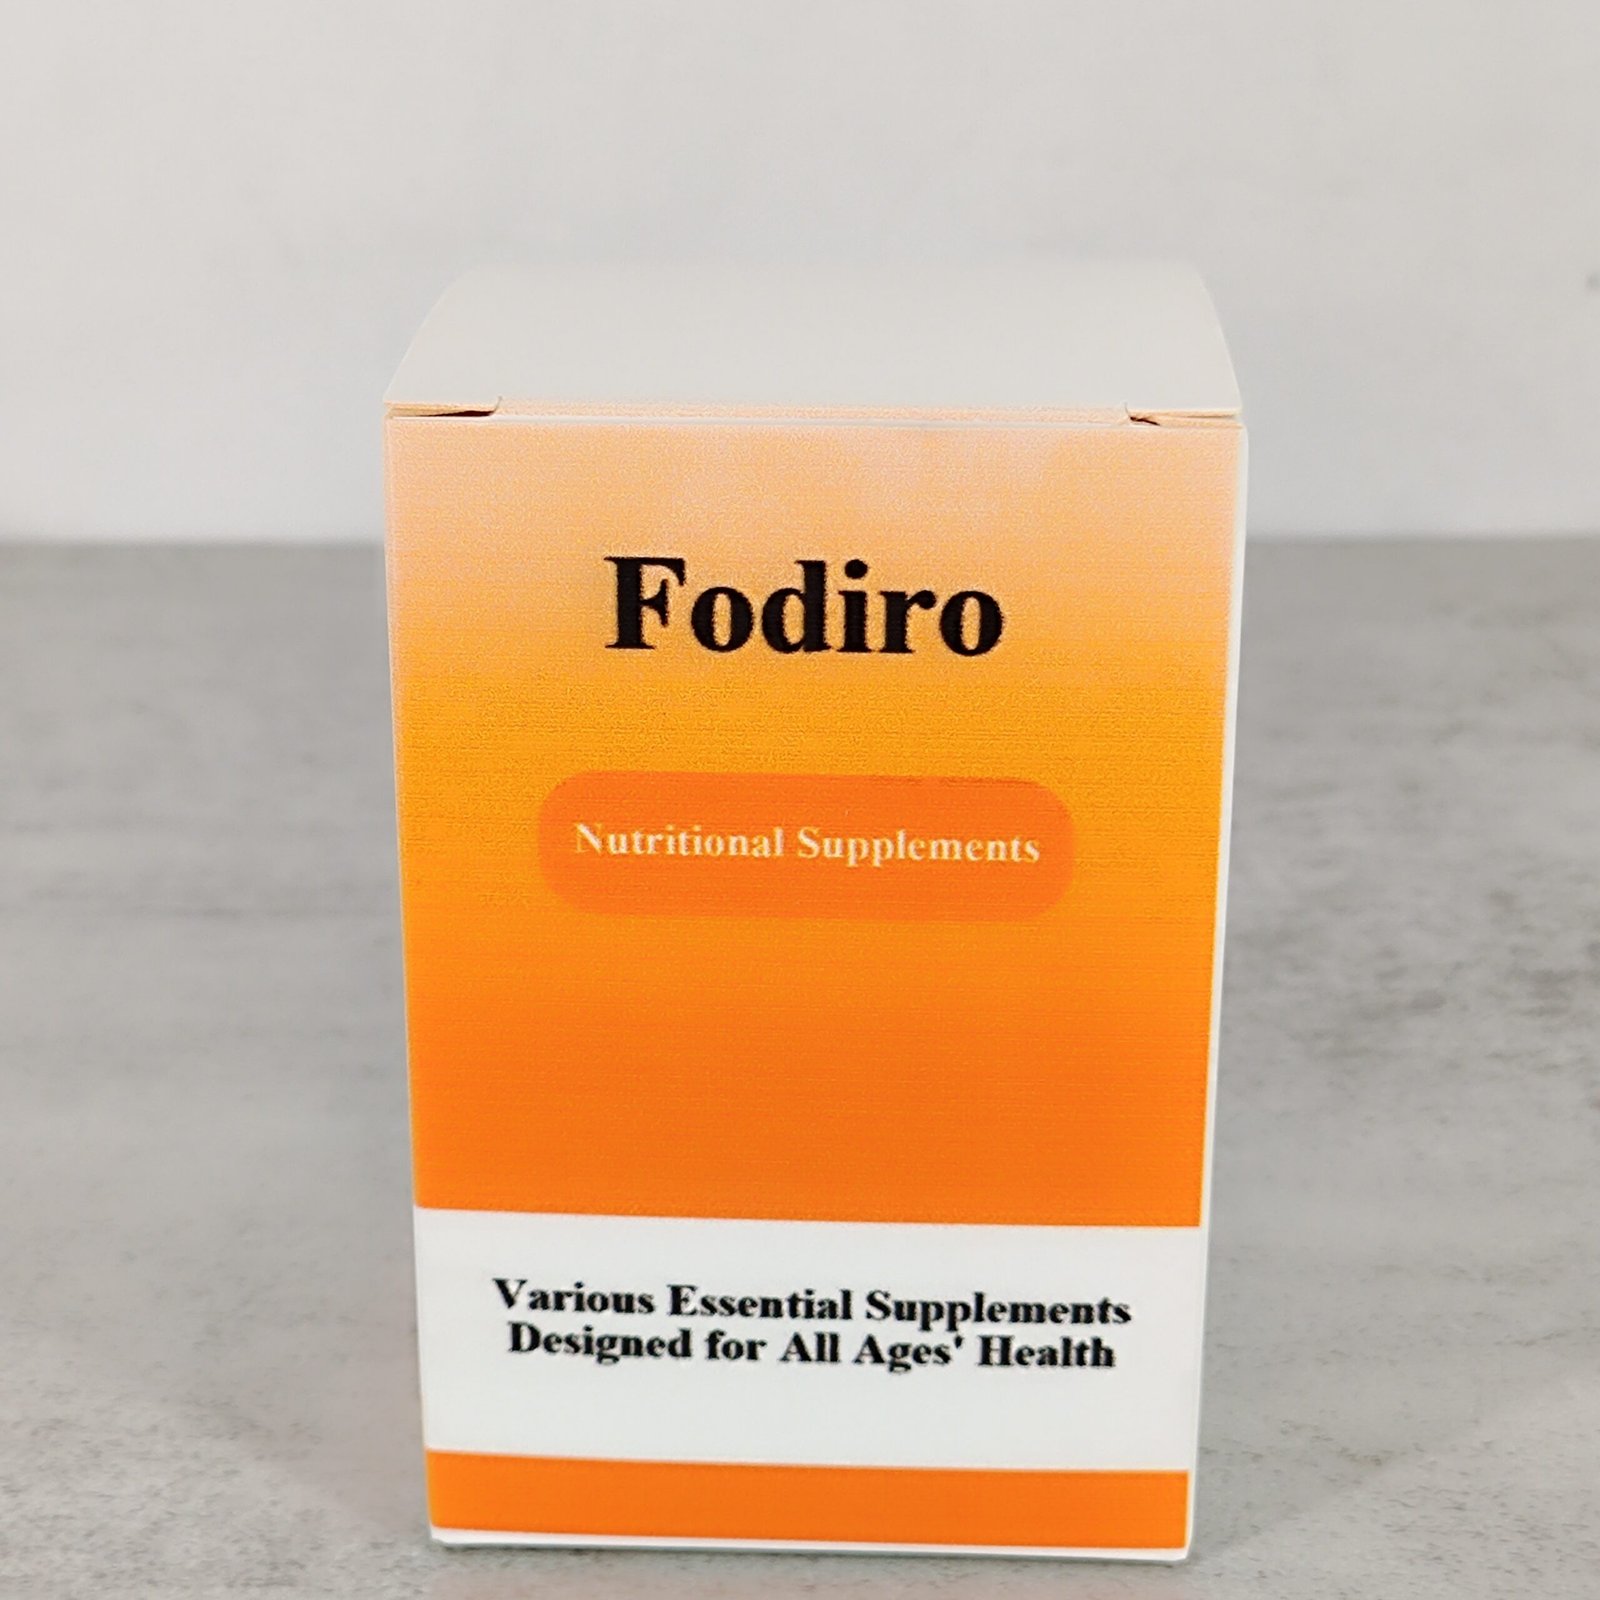 Fodiro
Nutritional Supplements
Various Essential Supplements
Designed for All Ages' Health